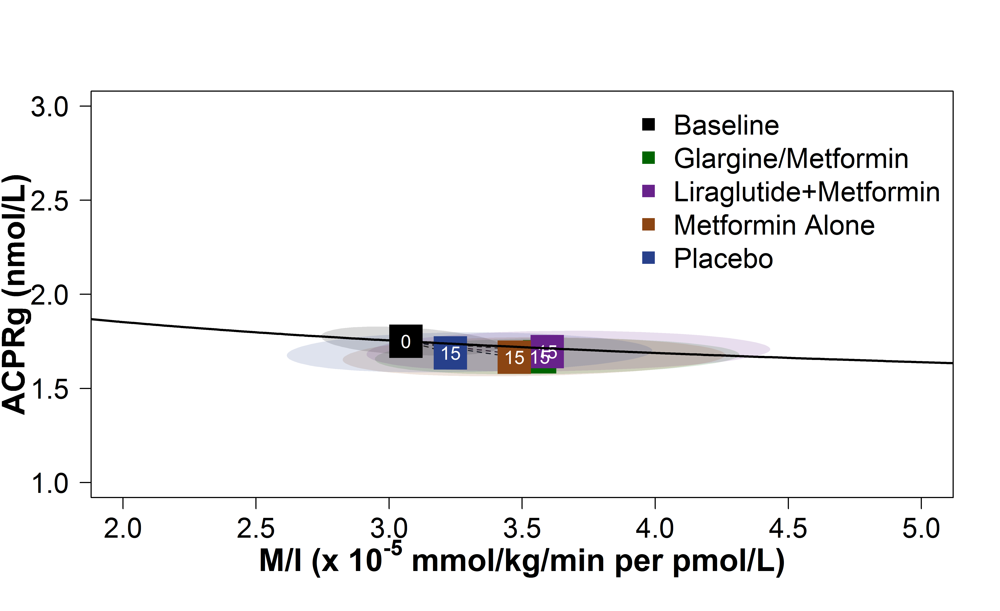 3.0
2.5
2.0
1.5
1.0
ACPRg (nmol/L)
Baseline
Glargine/Metformin
Liraglutide+Metformin
Metformin Alone
Placebo
0
15
15
15
15
2.0 2.5 3.0 3.5 4.0 4.5 5.0
M/I (x 10⁻⁵ mmol/kg/min per pmol/L)